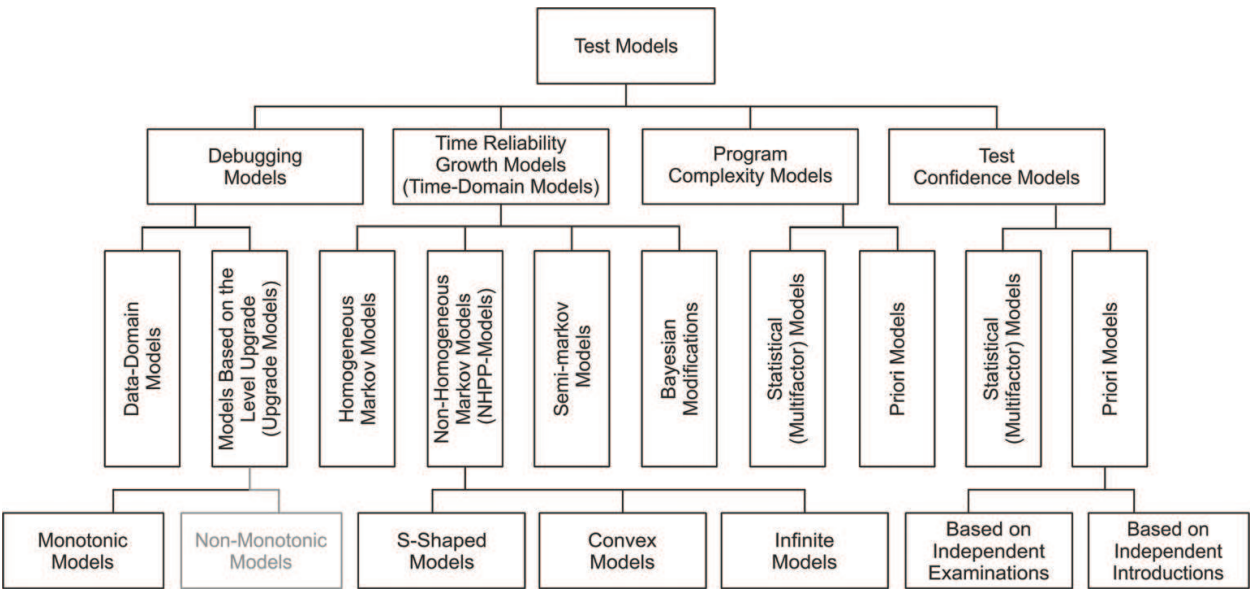 Test Models
Debugging
Models
Time Reliability
Growth Models
(Time-Domain Models)
Program
Complexity Models
Test
Confidence Models
Data-Domain
Models
Models Based on the
Level Upgrade
(Upgrade Models)
Homogeneous
Markov Models
Non-Homogeneous
Markov Models
(NHPP-Models)
Semi-markov
Models
Bayesian
Modifications
Statistical
(Multifactor) Models
Priori Models
Statistical
(Multifactor) Models
Priori Models
Monotonic
Models
Non-Monotonic
Models
S-Shaped
Models
Convex
Models
Infinite
Models
Based on
Independent
Examinations
Based on
Independent
Introductions